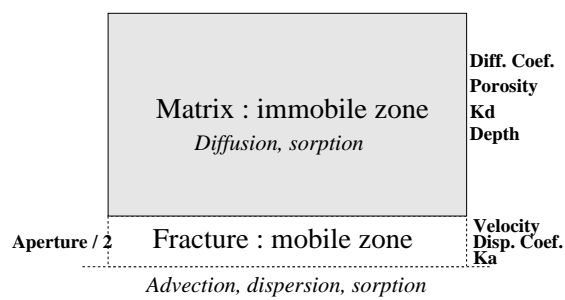 Diff. Coef.
Porosity
Matrix : immobile zone
Kd
Diffusion, sorption
Depth
Velocity
Aperture / 2
Fracture : mobile zone
Disp. Coef.
Ka
Advection, dispersion, sorption